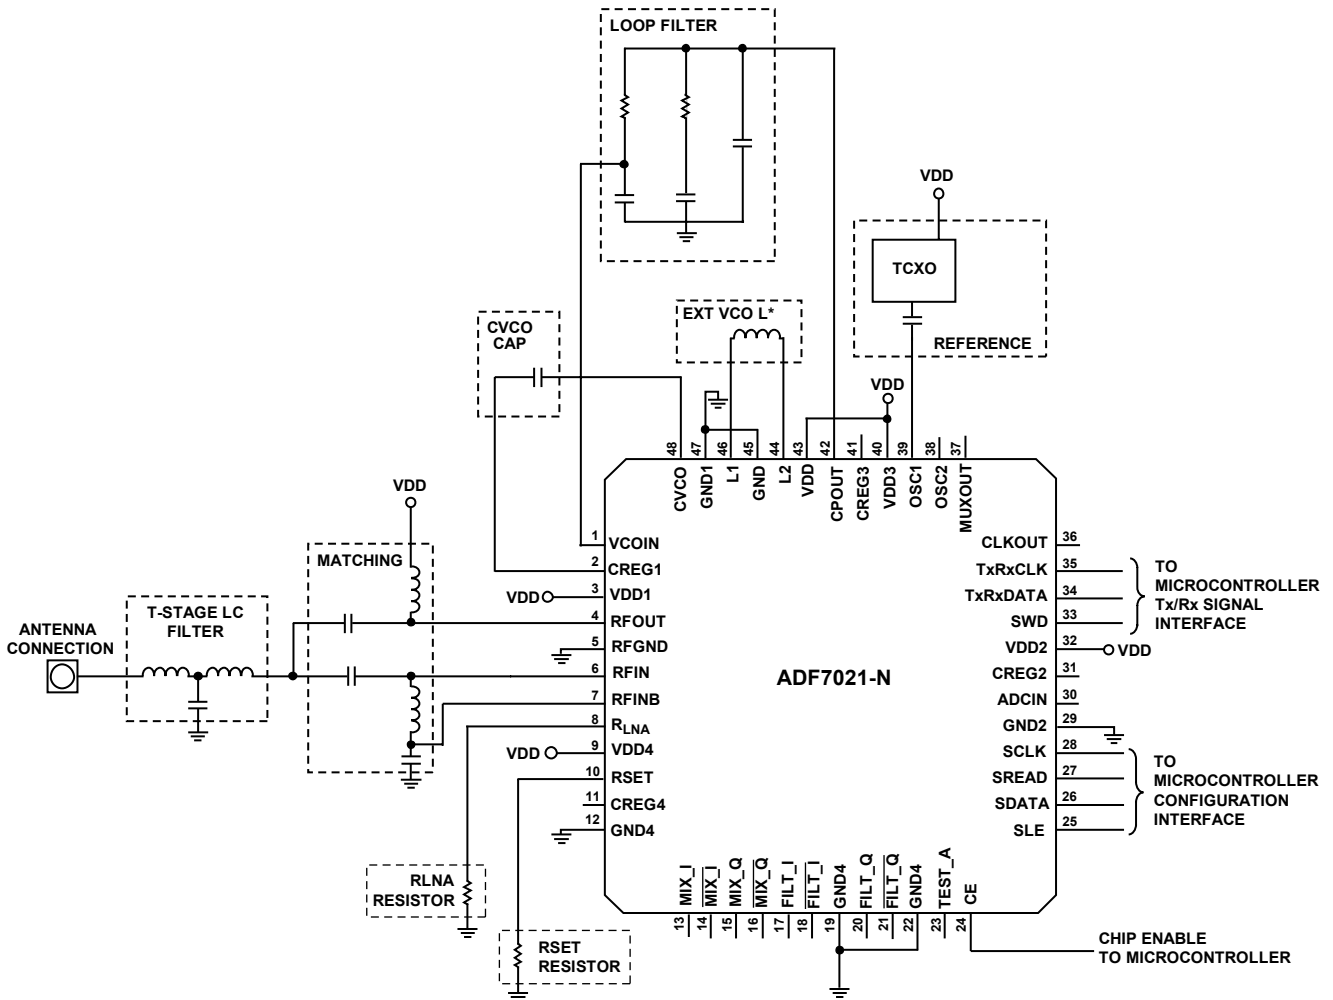 LOOP FILTER
VDD
TCXO
REFERENCE
EXT VCO L*
CVCO
CAP
VDD
48
47
46
45
44
43
42
41
40
39
38
37
CVCO
GND1
L1
GND
L2
VDD
CPOUT
CREG3
VDD3
OSC1
OSC2
MUXOUT
VDD
MATCHING
T-STAGE LC
FILTER
ANTENNA
CONNECTION
1 VCOIN
2 CREG1
VDD 3 VDD1
4 RFOUT
5 RFGND
6 RFIN
7 RFINB
8 RLNA
VDD 9 VDD4
10 RSET
11 CREG4
12 GND4
ADF7021-N
CLKOUT 36
TxRxCLK 35
TxRxDATA 34
SWD 33
VDD2 32 VDD
CREG2 31
ADCIN 30
GND2 29
SCLK 28
SREAD 27
SDATA 26
SLE 25
TO
MICROCONTROLLER
Tx/Rx SIGNAL
INTERFACE
TO
MICROCONTROLLER
CONFIGURATION
INTERFACE
MIX_I
MIX_I
MIX_Q
MIX_Q
FILT_I
FILT_I
GND4
FILT_Q
FILT_Q
GND4
TEST_A
CE
13
14
15
16
17
18
19
20
21
22
23
24
RLNA
RESISTOR
RSET
RESISTOR
CHIP ENABLE
TO MICROCONTROLLER